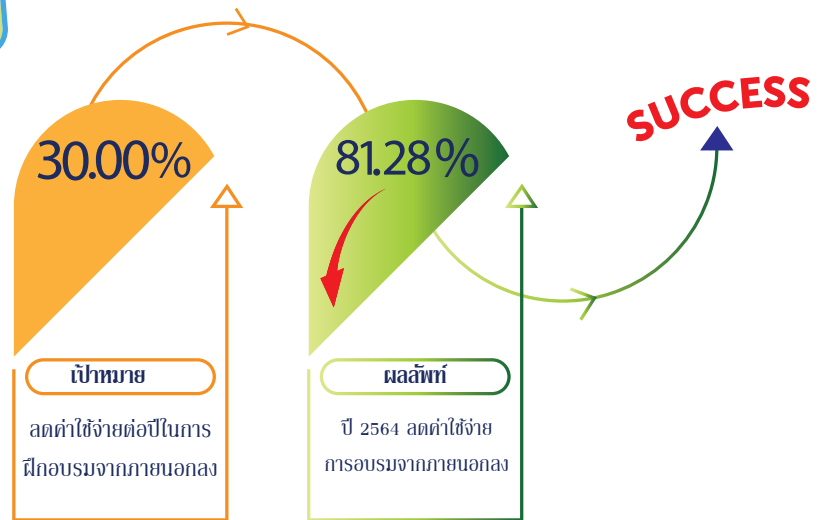 SUCCESS
30.00%
81.28%
เป้าหมาย
ลดค่าใช้จ่ายต่อปีในการ
ฝึกอบรมจากภายนอกลง
ผลลัพท์
ปี 2564 ลดค่าใช้จ่าย
การอบรมจากภายนอกลง